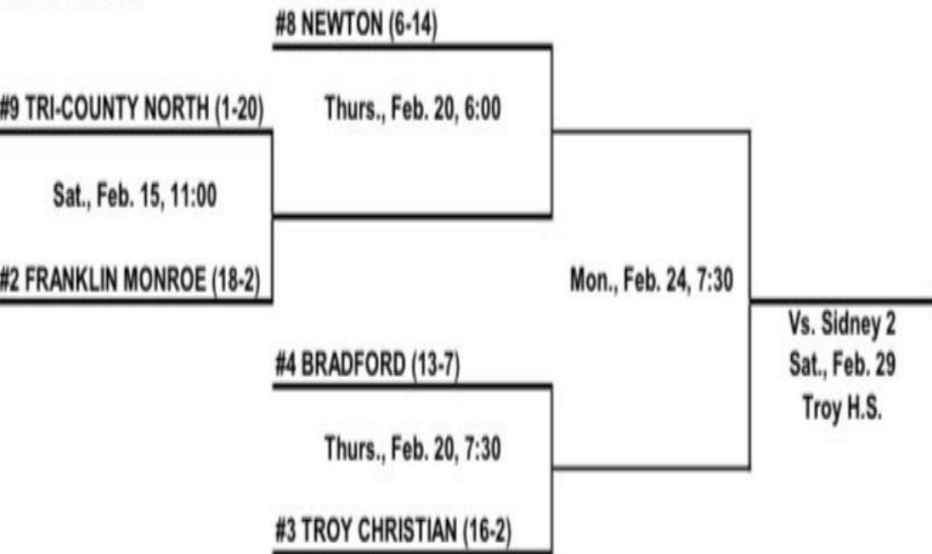 #8 NEWTON (6-14)
#9 TRI-COUNTY NORTH (1-20)
Thurs., Feb. 20, 6:00
Sat., Feb. 15, 11:00
#2 FRANKLIN MONROE (18-2)
Mon., Feb. 24, 7:30
Vs. Sidney 2
Sat., Feb. 29
Troy H.S.
#4 BRADFORD (13-7)
Thurs., Feb. 20, 7:30
#3 TROY CHRISTIAN (16-2)